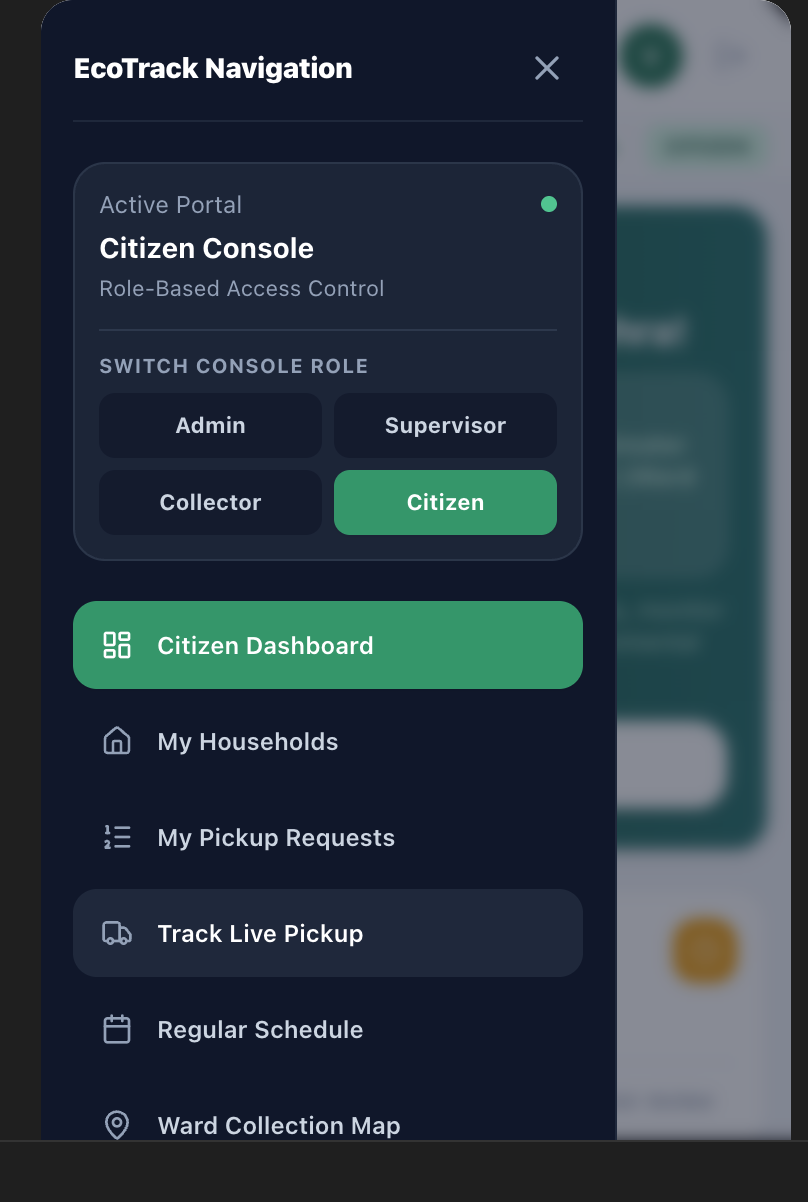 EcoTrack Navigation
Active Portal
Citizen Console
Role-Based Access Control
SWITCH CONSOLE ROLE
Admin
Supervisor
Collector
Citizen
Citizen Dashboard
My Households
My Pickup Requests
Track Live Pickup
Regular Schedule
Ward Collection Map